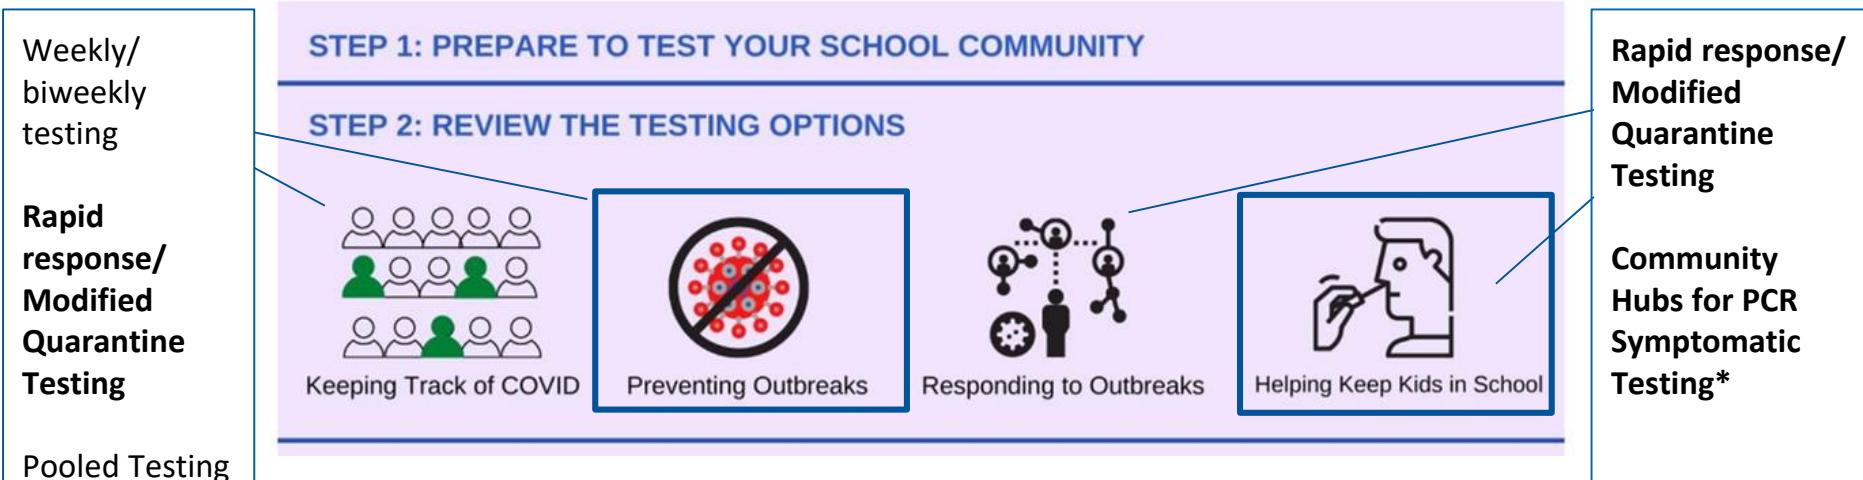 Weekly/
biweekly
testing
Rapid
response/
Modified
Quarantine
Testing
Pooled Testing
STEP 1: PREPARE TO TEST YOUR SCHOOL COMMUNITY
STEP 2: REVIEW THE TESTING OPTIONS
Keeping Track of COVID
Preventing Outbreaks
Responding to Outbreaks
Helping Keep Kids in School
Rapid response/
Modified
Quarantine
Testing
Community
Hubs for PCR
Symptomatic
Testing*